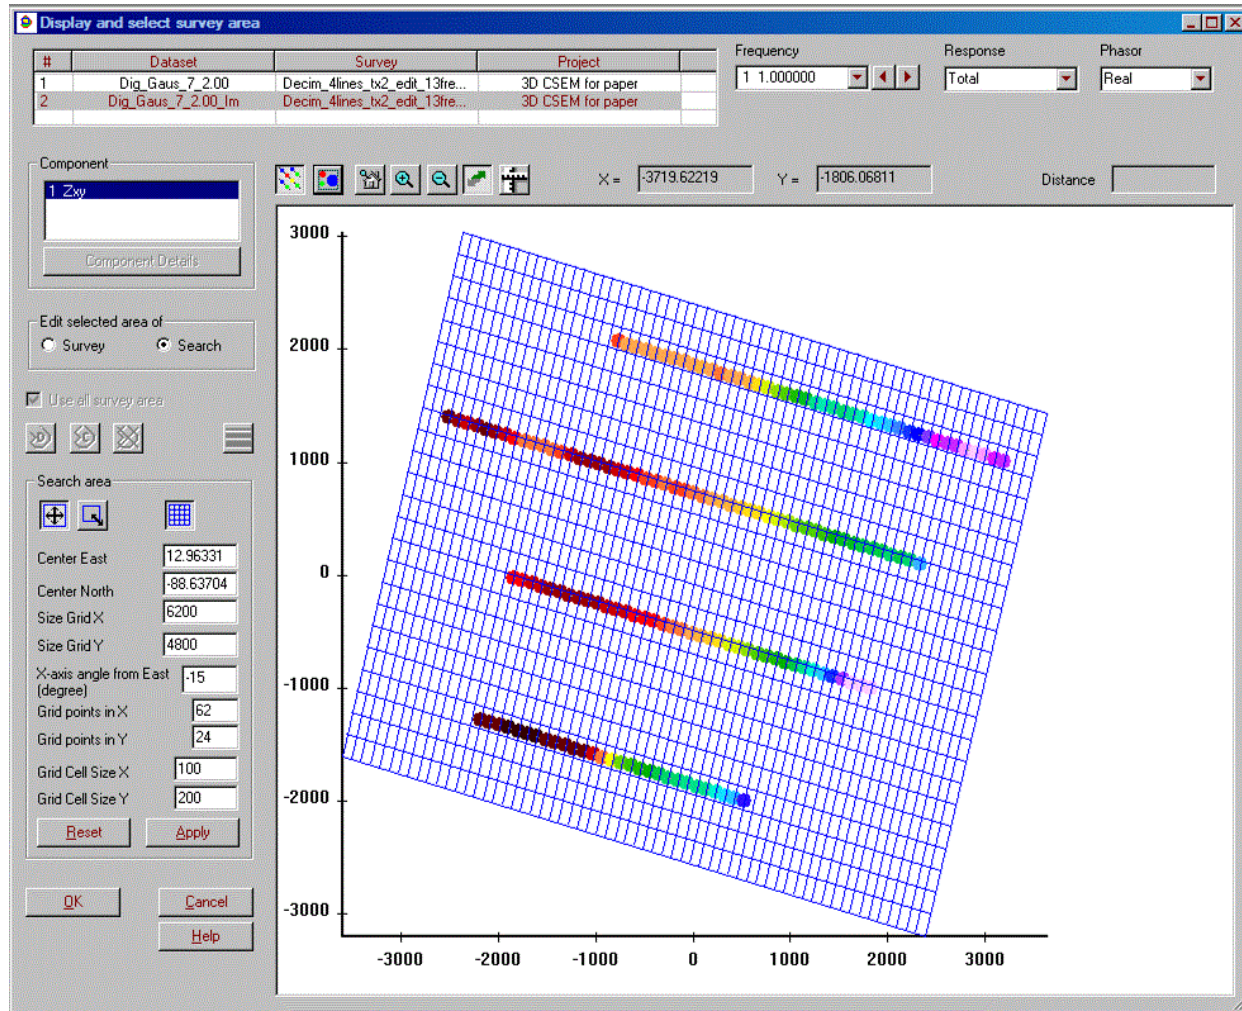 Display and select survey area
# Dataset Survey Project
1 Dig_Gaus_7_2.00 Decim_4lines_tx2_edit_13fre... 3D CSEM for paper
2 Dig_Gaus_7_2.00_Im Decim_4lines_tx2_edit_13fre... 3D CSEM for paper
Frequency Response Phasor
1 1.000000 Total Real
Component
1 Zxy
Component Details
X = -3719.62219 Y = -1806.06811 Distance
Edit selected area of
Survey Search
Use all survey area
Search area
Center East 12.96331
Center North -88.63704
Size Grid X 6200
Size Grid Y 4800
X-axis angle from East
(degree) -15
Grid points in X 62
Grid points in Y 24
Grid Cell Size X 100
Grid Cell Size Y 200
Reset Apply
OK Cancel
Help
3000
2000
1000
0
-1000
-2000
-3000
-3000 -2000 -1000 0 1000 2000 3000